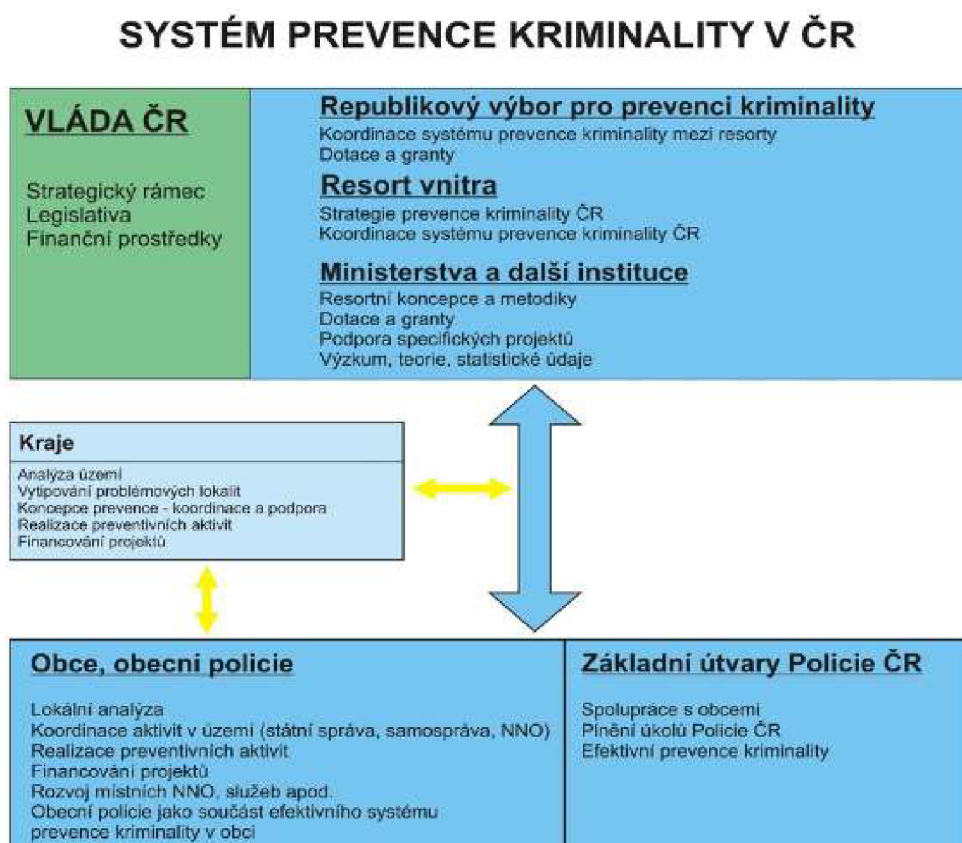 SYSTÉM PREVENCE KRIMINALITY V ČR
VLÁDA ČR
Strategický rámec
Legislativa
Finanční prostředky
Republikový výbor pro prevenci kriminality
Koordinace systému prevence kriminality mezi resorty
Dotace a granty
Resort vnitra
Strategie prevence kriminality ČR
Koordinace systému prevence kriminality ČR
Ministerstva a další instituce
Resortní koncepce a metodiky
Dotace a granty
Podpora specifických projektů
Výzkum, teorie, statistické údaje
Kraje
Analýza území
Vytipování problémových lokalit
Koncepce prevence - koordinace a podpora
Realizace preventivních aktivit
Financování projektů
Obce, obecní policie
Lokální analýza
Koordinace aktivit v území (státní správa, samospráva, NNO)
Realizace preventivních aktivit
Financování projektů
Rozvoj místních NNO, služeb apod.
Obecní policie jako součást efektivního systému
prevence kriminality v obci
Základní útvary Policie ČR
Spolupráce s obcemi
Plnění úkolů Policie ČR
Efektivní prevence kriminality